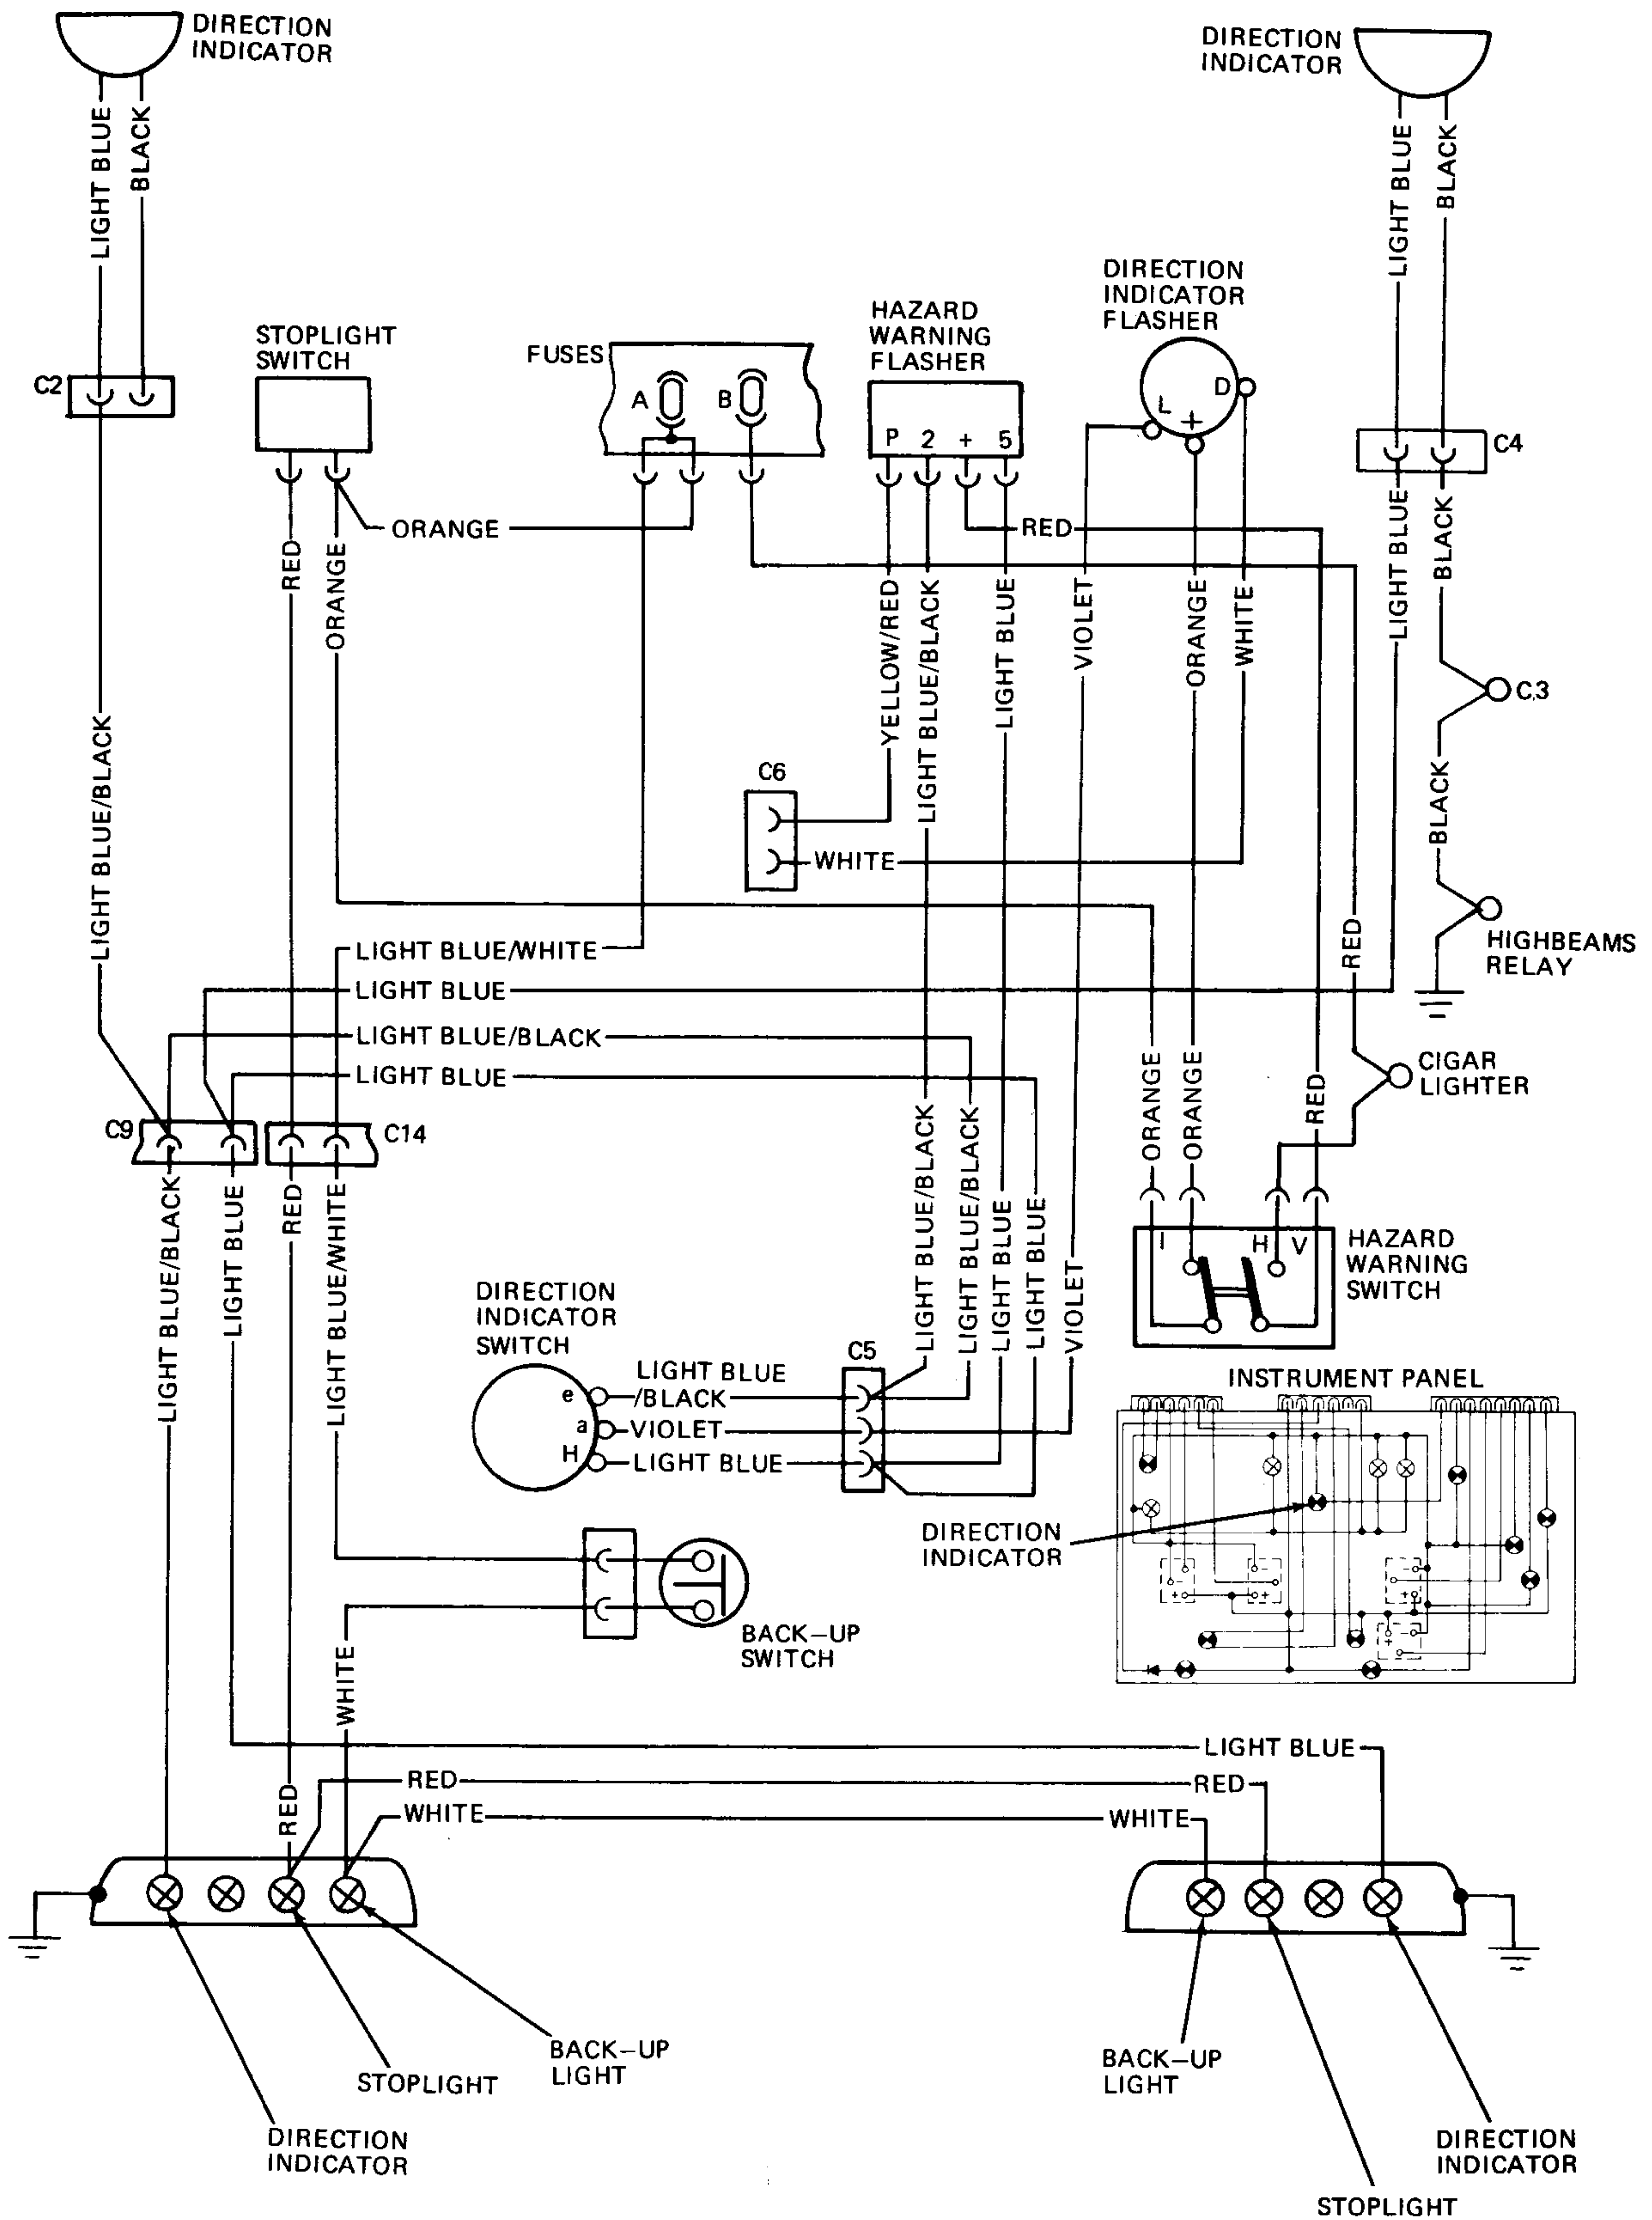 DIRECTION
INDICATOR
DIRECTION
INDICATOR
LIGHT BLUE
BLACK
LIGHT BLUE
BLACK
C2
STOPLIGHT
SWITCH
FUSES
A
B
HAZARD
WARNING
FLASHER
P 2 + 5
DIRECTION
INDICATOR
FLASHER
L
+
D
C4
ORANGE
RED
RED
ORANGE
YELLOW/RED
LIGHT BLUE/BLACK
LIGHT BLUE
VIOLET
ORANGE
WHITE
LIGHT BLUE
BLACK
C3
LIGHT BLUE/BLACK
C6
WHITE
BLACK
RED
HIGHBEAMS
RELAY
LIGHT BLUE/WHITE
LIGHT BLUE
LIGHT BLUE/BLACK
LIGHT BLUE
CIGAR
LIGHTER
C9
C14
ORANGE
ORANGE
RED
LIGHT BLUE/BLACK
LIGHT BLUE
RED
LIGHT BLUE/WHITE
LIGHT BLUE/BLACK
LIGHT BLUE/BLACK
LIGHT BLUE
LIGHT BLUE
VIOLET
I H V
HAZARD
WARNING
SWITCH
DIRECTION
INDICATOR
SWITCH
e
a
H
LIGHT BLUE
/BLACK
VIOLET
LIGHT BLUE
C5
INSTRUMENT PANEL
DIRECTION
INDICATOR
BACK–UP
SWITCH
WHITE
LIGHT BLUE
RED
RED
RED
WHITE
WHITE
BACK–UP
LIGHT
STOPLIGHT
DIRECTION
INDICATOR
BACK–UP
LIGHT
DIRECTION
INDICATOR
STOPLIGHT